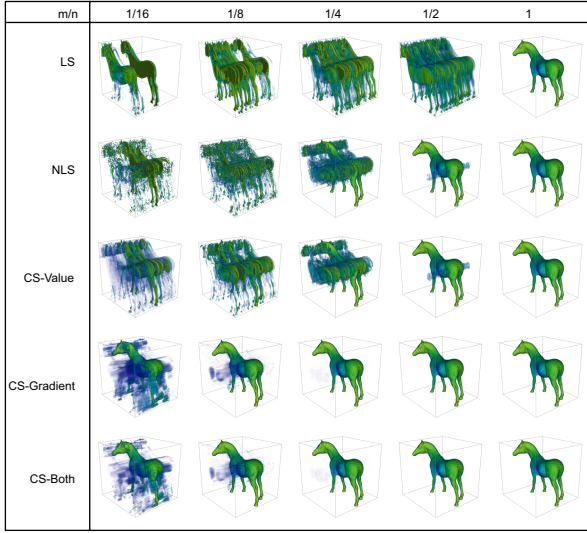 m/n 1/16 1/8 1/4 1/2 1
LS
NLS
CS-Value
CS-Gradient
CS-Both